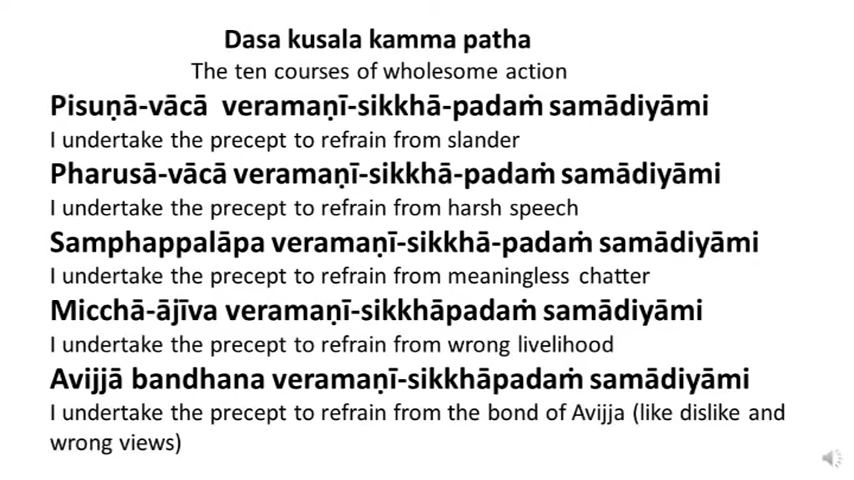 Dasa kusala kamma patha
The ten courses of wholesome action
Pisuṇā-vācā veramaṇī-sikkhā-padaṁ samādiyāmi
I undertake the precept to refrain from slander
Pharusā-vācā veramaṇī-sikkhā-padaṁ samādiyāmi
I undertake the precept to refrain from harsh speech
Samphappalāpa veramaṇī-sikkhā-padaṁ samādiyāmi
I undertake the precept to refrain from meaningless chatter
Micchā-ājīva veramaṇī-sikkhāpadaṁ samādiyāmi
I undertake the precept to refrain from wrong livelihood
Avijjā bandhana veramaṇī-sikkhāpadaṁ samādiyāmi
I undertake the precept to refrain from the bond of Avijja (like dislike and
wrong views)